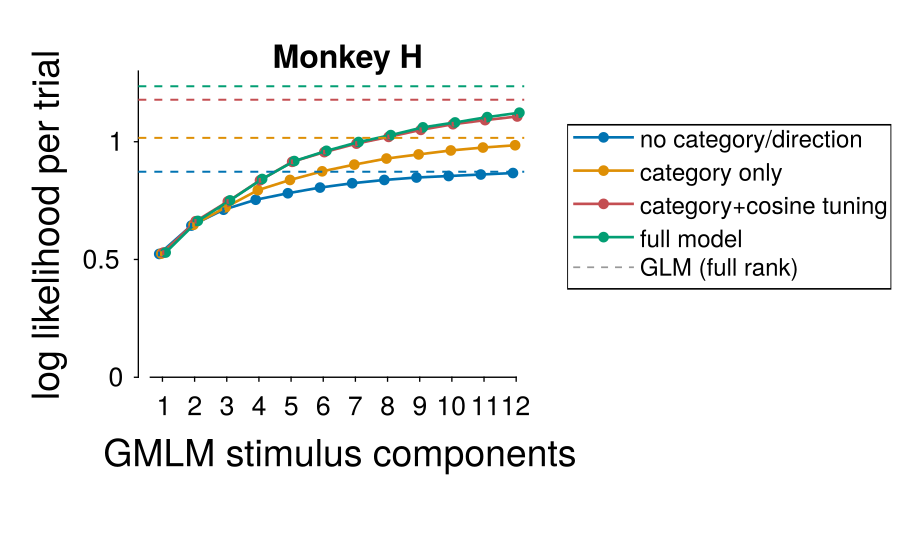 Monkey H
log likelihood per trial
1
0.5
0
1 2 3 4 5 6 7 8 9 10 11 12
GMLM stimulus components
no category/direction
category only
category+cosine tuning
full model
GLM (full rank)